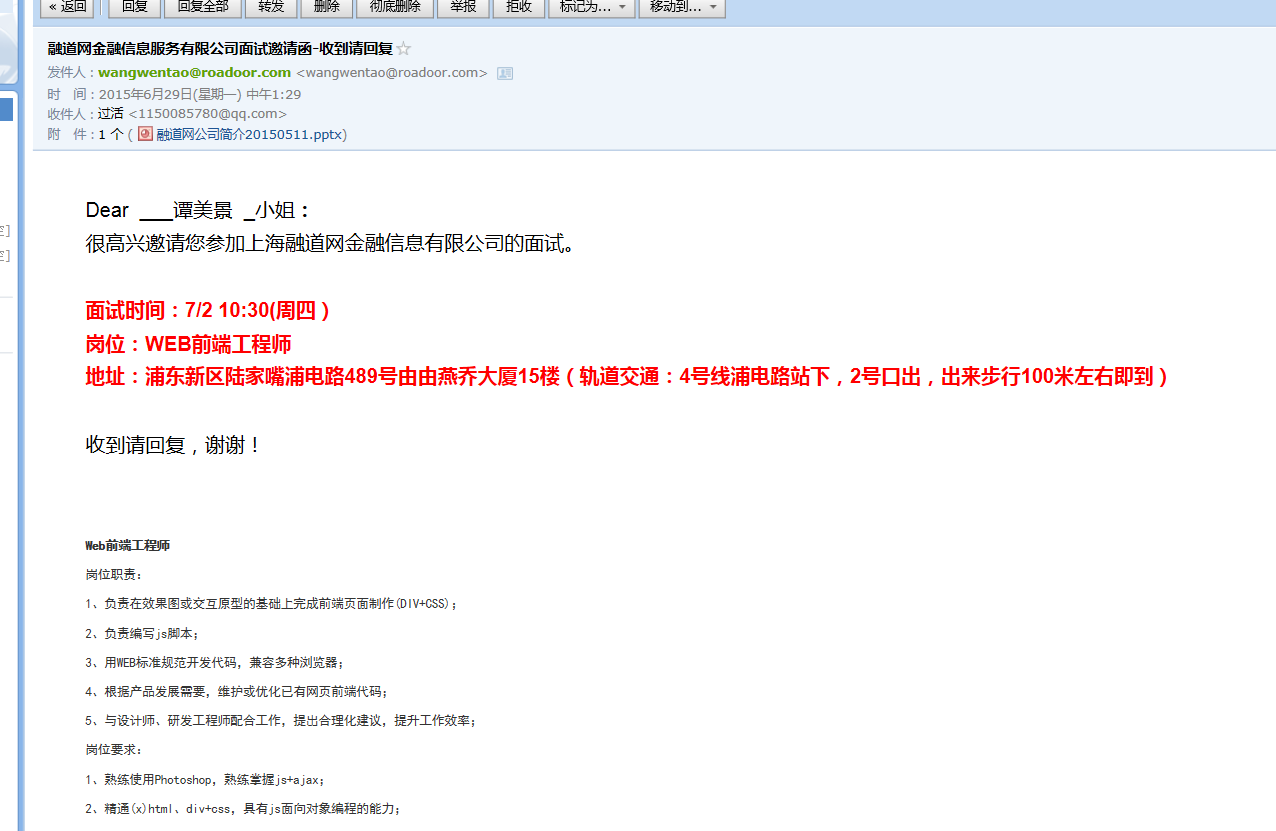 « 返回 回复 回复全部 转发 删除 彻底删除 举报 拒收 标记为... 移动到...
融道网金融信息服务有限公司面试邀请函-收到请回复
发件人：wangwentao@roadoor.com <wangwentao@roadoor.com>
时 间：2015年6月29日(星期一) 中午1:29
收件人：过活 <1150085780@qq.com>
附 件：1 个 ( 融道网公司简介20150511.pptx)
Dear ___谭美景 _小姐：
很高兴邀请您参加上海融道网金融信息有限公司的面试。
面试时间：7/2 10:30(周四）
岗位：WEB前端工程师
地址：浦东新区陆家嘴浦电路489号由由燕乔大厦15楼（轨道交通：4号线浦电路站下，2号口出，出来步行100米左右即到）
收到请回复，谢谢！
Web前端工程师
岗位职责：
1、负责在效果图或交互原型的基础上完成前端页面制作(DIV+CSS)；
2、负责编写js脚本；
3、用WEB标准规范开发代码，兼容多种浏览器；
4、根据产品发展需要，维护或优化已有网页前端代码；
5、与设计师、研发工程师配合工作，提出合理化建议，提升工作效率；
岗位要求：
1、熟练使用Photoshop，熟练掌握js+ajax；
2、精通(x)html、div+css，具有js面向对象编程的能力；